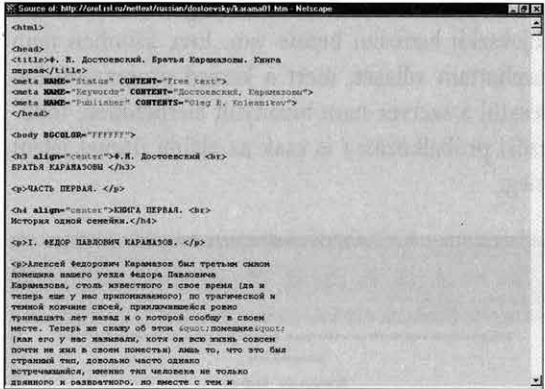 Source of: http://orel.rsl.ru/nettext/russian/dostoevsky/karama01.htm - Netscape
<html>
<head>
<title>Ф. М. Достоевский. Братья Карамазовы. Книга
первая</title>
<meta NAME="Status" CONTENT="Free text">
<meta NAME="Keywords" CONTENT="Достоевский, Карамазовы">
<meta NAME="Publisher" CONTENTS="Oleg E. Kolesnikov">
</head>
<body BGCOLOR="FFFFFF">
<h3 align="center">Ф.М. Достоевский <br>
БРАТЬЯ КАРАМАЗОВЫ </h3>
<p>ЧАСТЬ ПЕРВАЯ. </p>
<h4 align="center">КНИГА ПЕРВАЯ. <br>
История одной семейки.</h4>
<p>I. ФЕДОР ПАВЛОВИЧ КАРАМАЗОВ. </p>
<p>Алексей Федорович Карамазов был третьим сыном
помещика нашего уезда Федора Павловича
Карамазова, столь известного в свое время (да и
теперь еще у нас припоминаемого) по трагической и
темной кончине своей, приключившейся ровно
тринадцать лет назад и о которой сообщу в своем
месте. Теперь же скажу об этом &quot;помещике&quot;
(как его у нас называли, хотя он всю жизнь совсем
почти не жил в своем поместье) лишь то, что это был
странный тип, довольно часто однако
встречающийся, именно тип человека не только
дрянного и развратного, но вместе с тем и